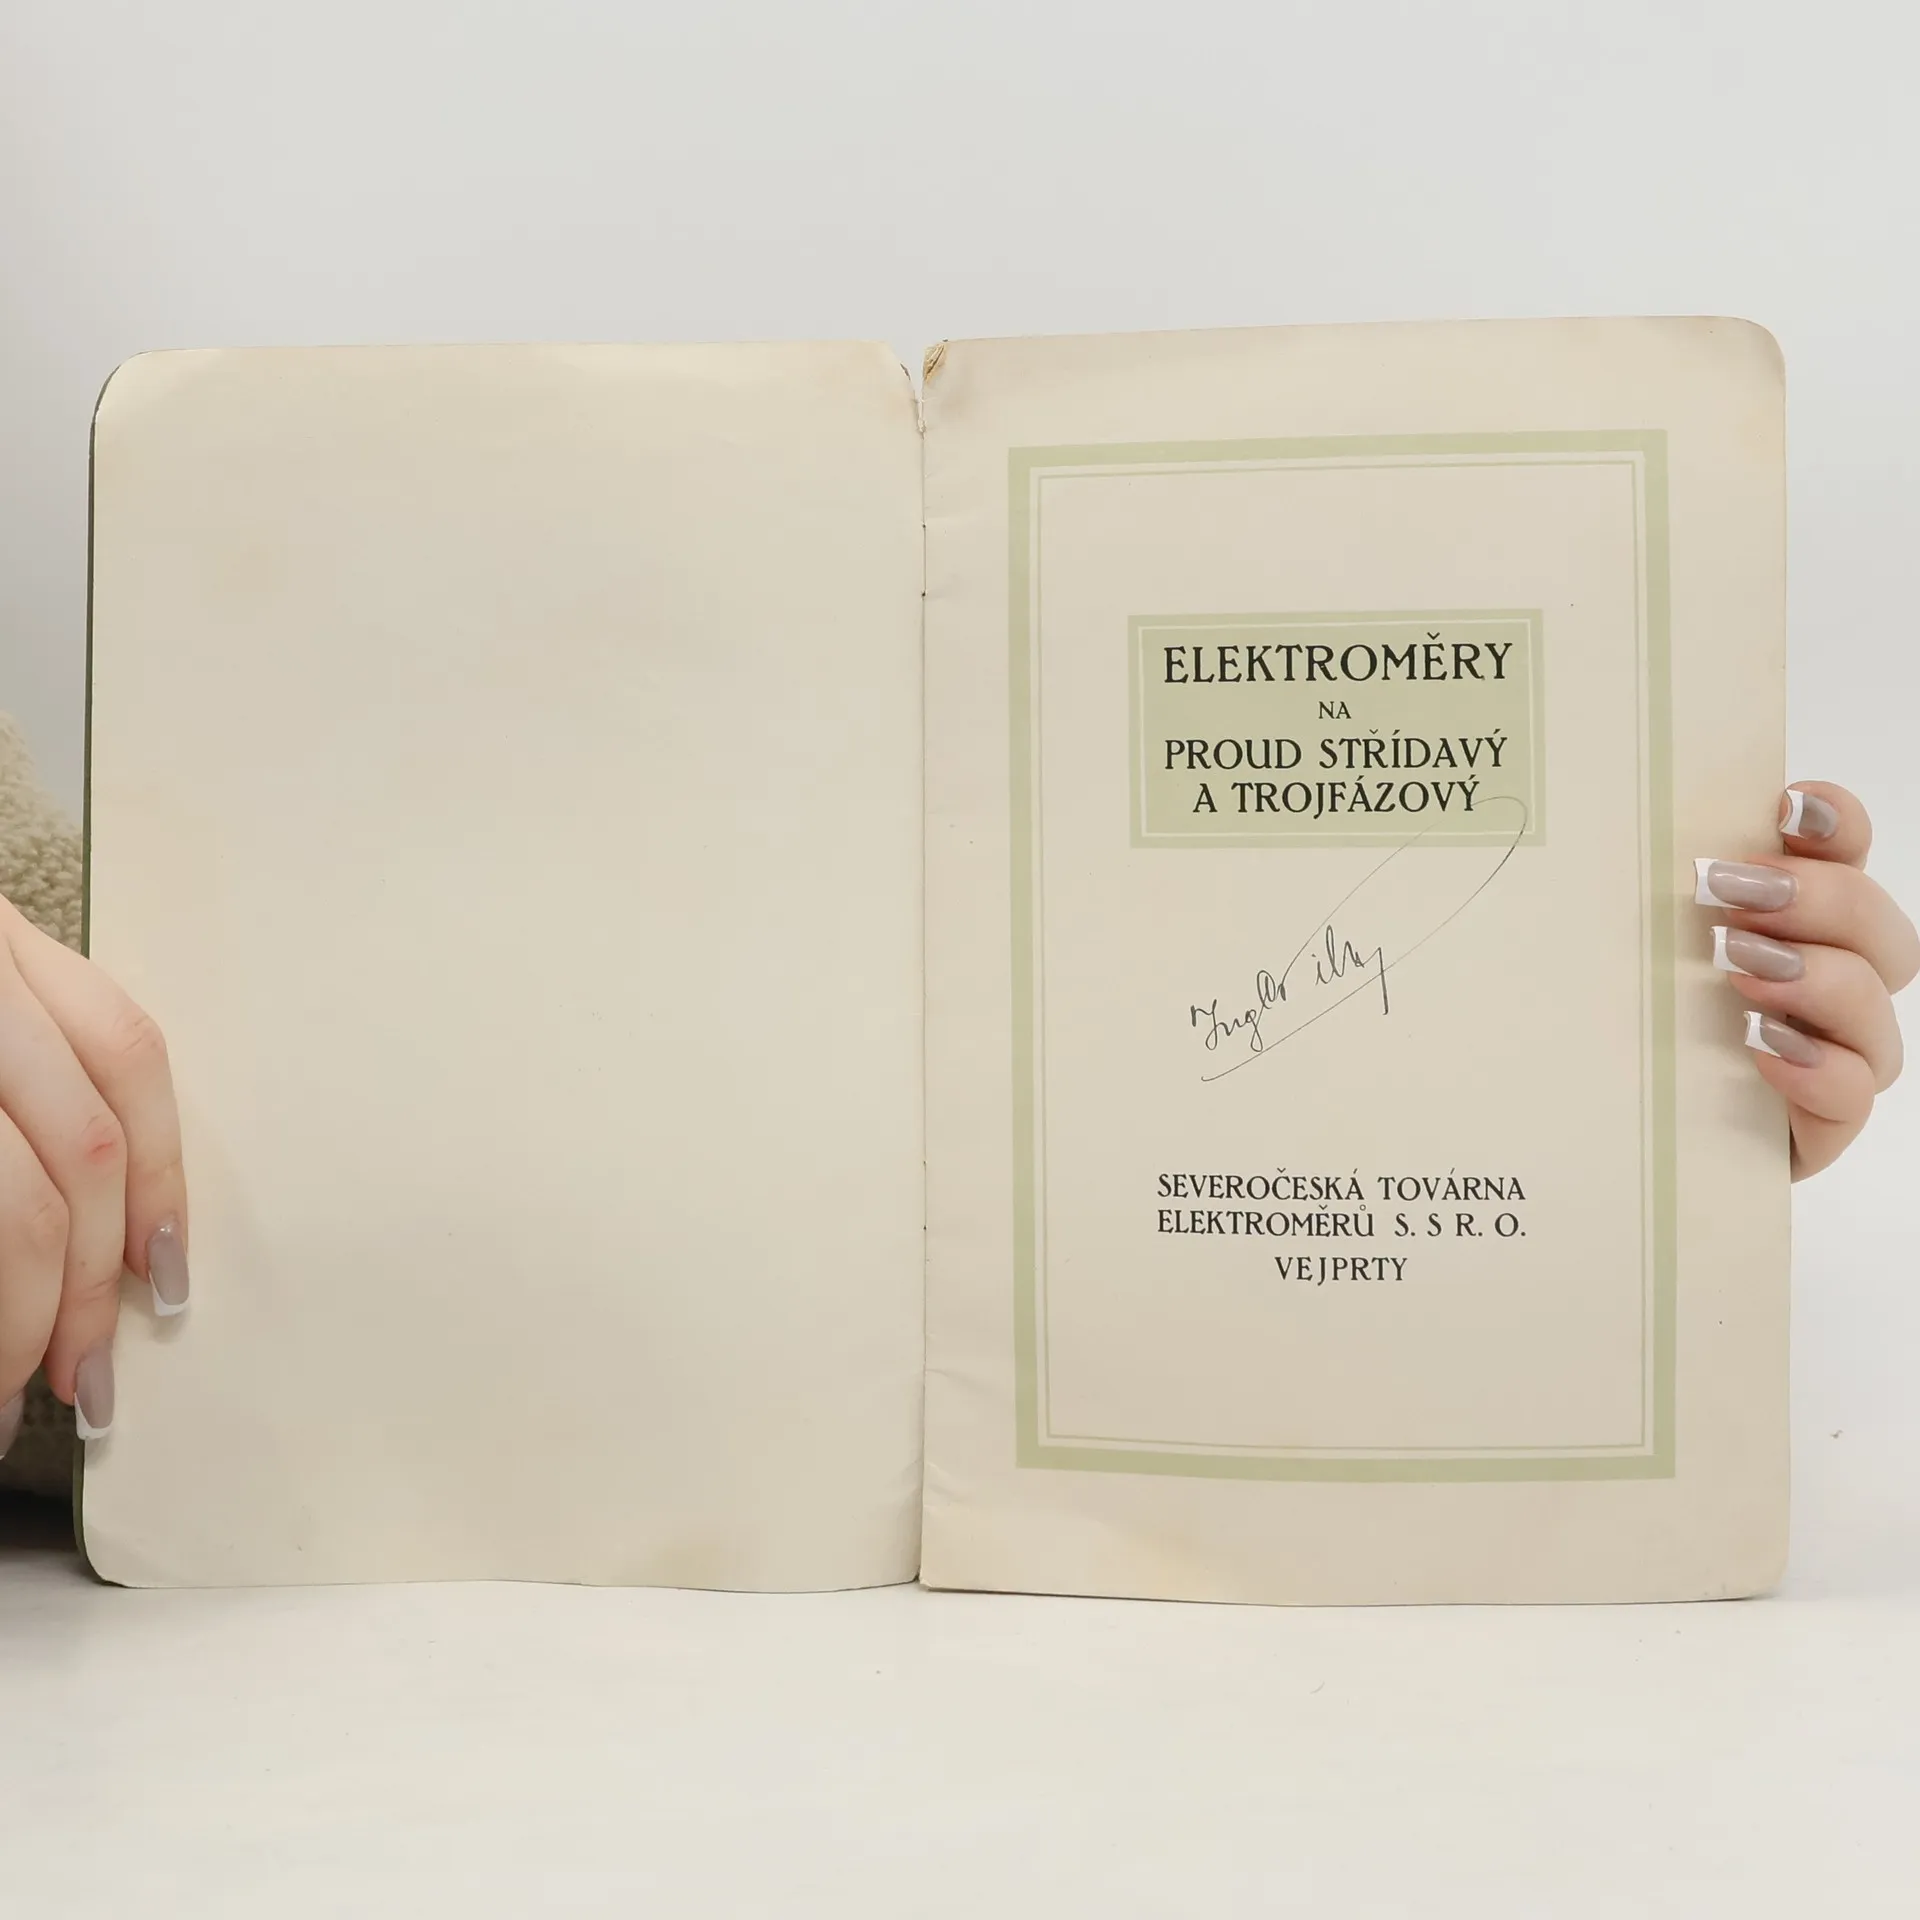 ELEKTROMĚRY
NA
PROUD STŘÍDAVÝ
A TROJFÁZOVÝ
SEVEROČESKÁ TOVÁRNA
ELEKTROMĚRŮ S. S R. O.
VEJPRTY